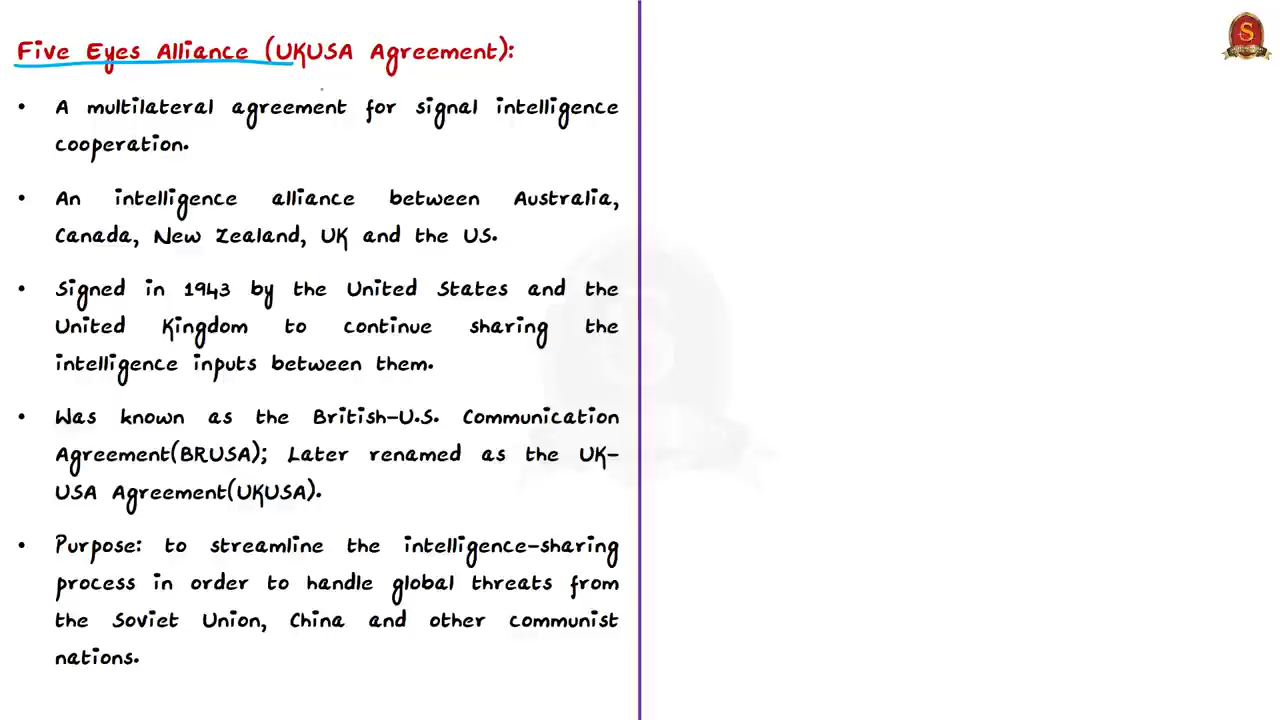 Five Eyes Alliance (UKUSA Agreement):
• A multilateral agreement for signal intelligence
cooperation.
• An intelligence alliance between Australia,
Canada, New Zealand, UK and the US.
• Signed in 1943 by the United States and the
United Kingdom to continue sharing the
intelligence inputs between them.
• Was known as the British-U.S. Communication
Agreement(BRUSA); Later renamed as the UK-
USA Agreement(UKUSA).
• Purpose: to streamline the intelligence-sharing
process in order to handle global threats from
the Soviet Union, China and other communist
nations.
S